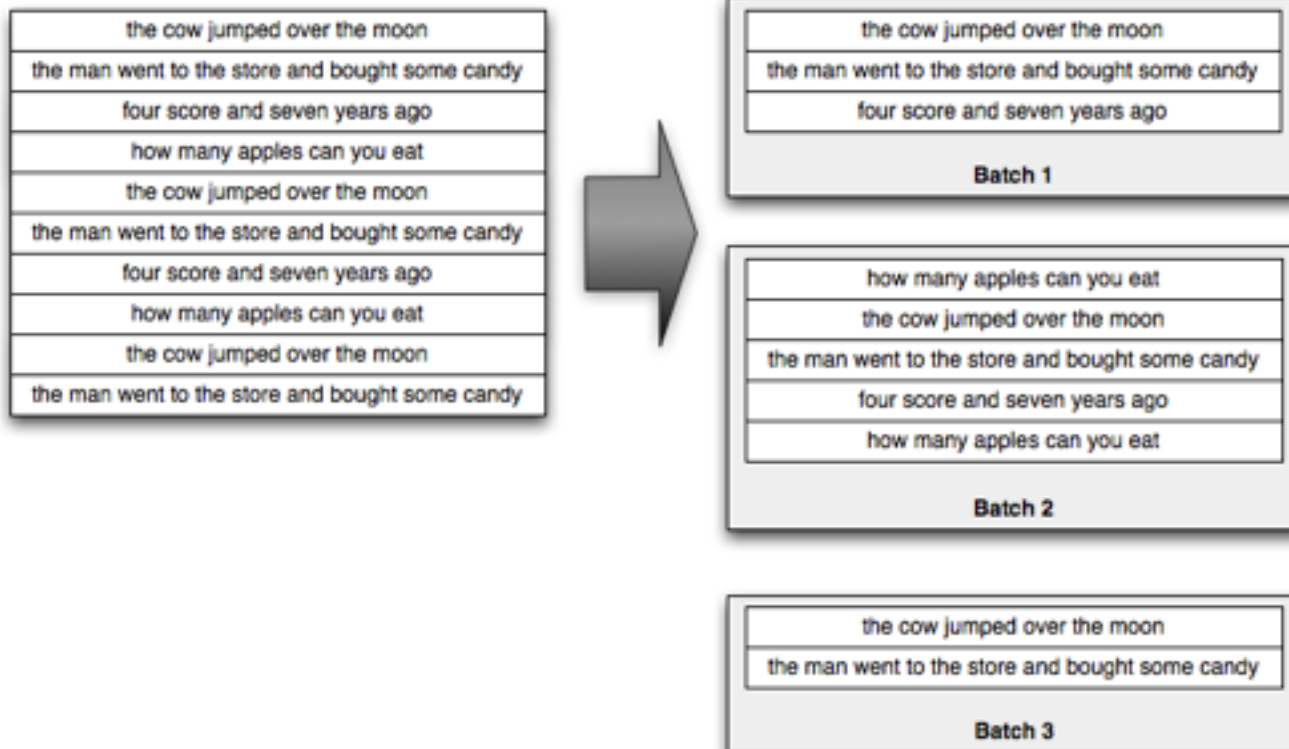 the cow jumped over the moon
the man went to the store and bought some candy
four score and seven years ago
how many apples can you eat
the cow jumped over the moon
the man went to the store and bought some candy
four score and seven years ago
how many apples can you eat
the cow jumped over the moon
the man went to the store and bought some candy
the cow jumped over the moon
the man went to the store and bought some candy
four score and seven years ago
Batch 1
how many apples can you eat
the cow jumped over the moon
the man went to the store and bought some candy
four score and seven years ago
how many apples can you eat
Batch 2
the cow jumped over the moon
the man went to the store and bought some candy
Batch 3